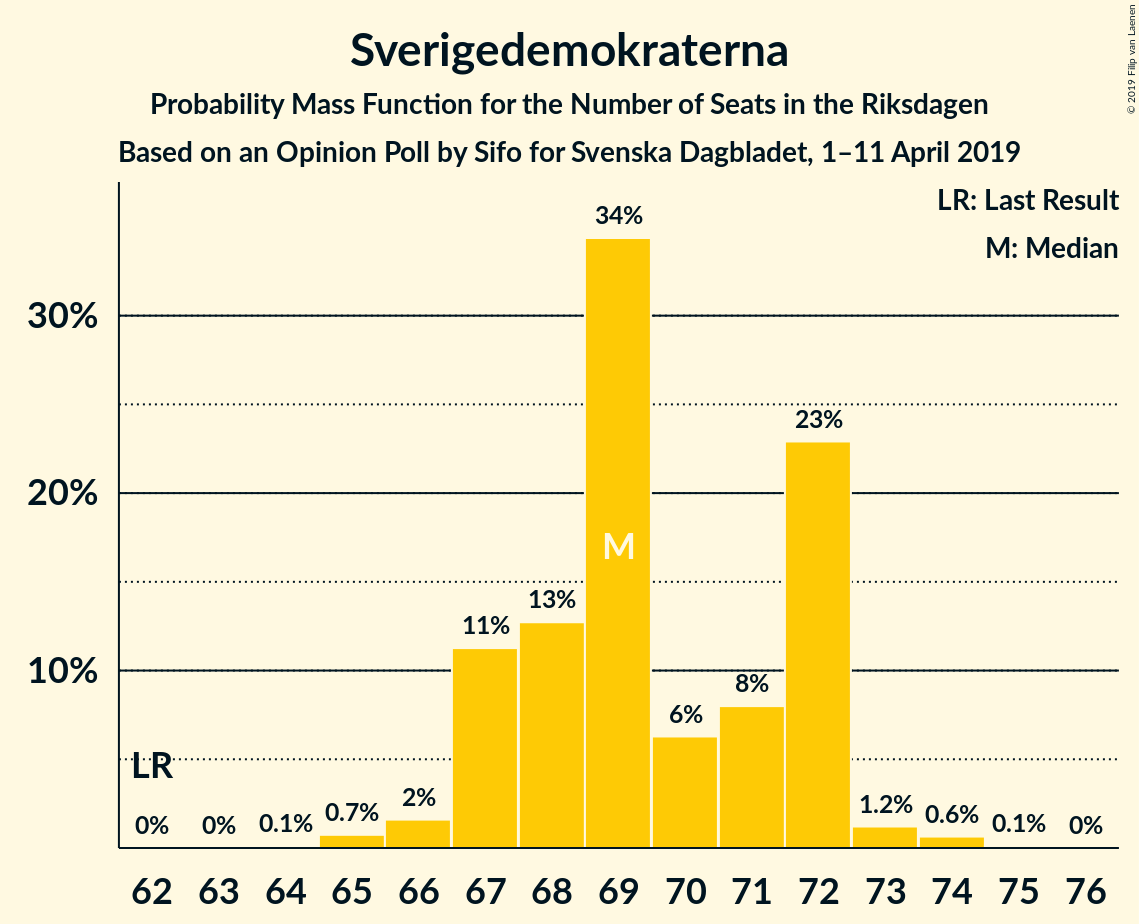 Sverigedemokraterna
Probability Mass Function for the Number of Seats in the Riksdagen
Based on an Opinion Poll by Sifo for Svenska Dagbladet, 1–11 April 2019
© 2019 Filip van Laenen
LR: Last Result
M: Median
30%
20%
10%
LR
M
0%
0%
0.1%
0.7%
2%
11%
13%
34%
6%
8%
23%
1.2%
0.6%
0.1%
0%
62 63 64 65 66 67 68 69 70 71 72 73 74 75 76